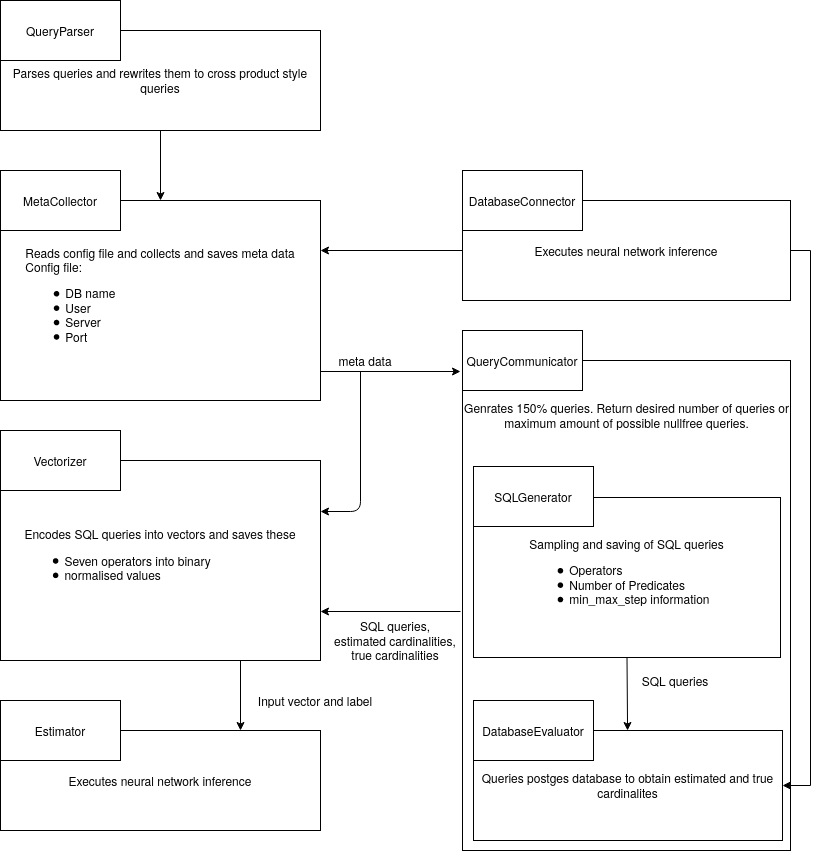 QueryParser
Parses queries and rewrites them to cross product style
queries
MetaCollector
Reads config file and collects and saves meta data
Config file:
● DB name
● User
● Server
● Port
DatabaseConnector
Executes neural network inference
meta data
QueryCommunicator
Genrates 150% queries. Return desired number of queries or
maximum amount of possible nullfree queries.
Vectorizer
Encodes SQL queries into vectors and saves these
● Seven operators into binary
● normalised values
SQLGenerator
Sampling and saving of SQL queries
● Operators
● Number of Predicates
● min_max_step information
SQL queries,
estimated cardinalities,
true cardinalities
SQL queries
Input vector and label
Estimator
Executes neural network inference
DatabaseEvaluator
Queries postges database to obtain estimated and true
cardinalites